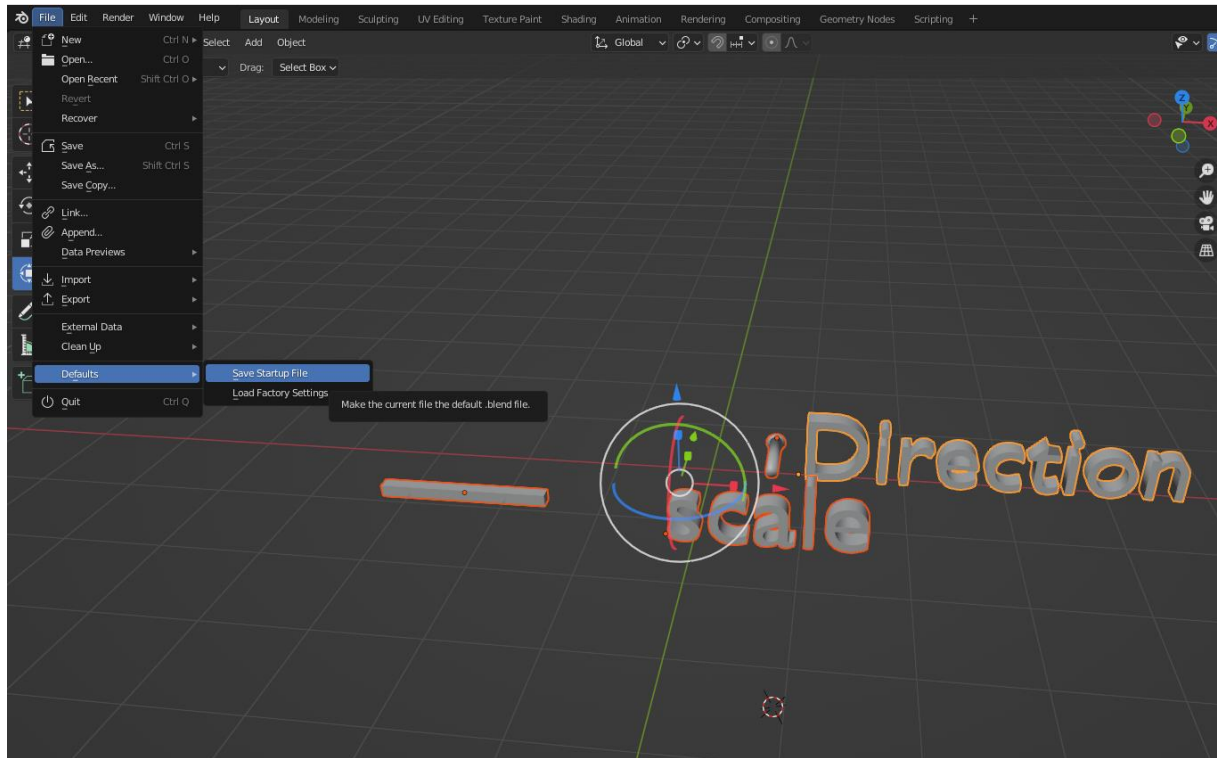 File Edit Render Window Help Layout Modeling Sculpting UV Editing Texture Paint Shading Animation Rendering Compositing Geometry Nodes Scripting +
New Ctrl N Select Add Object Global
Open... Ctrl O Drag: Select Box
Open Recent Shift Ctrl O
Revert
Recover
Save Ctrl S
Save As... Shift Ctrl S
Save Copy...
Link...
Append...
Data Previews
Import
Export
External Data
Clean Up
Defaults Save Startup File
Load Factory Settings
Quit Ctrl Q
Make the current file the default .blend file.
Z
Y
X
i Direction
scale